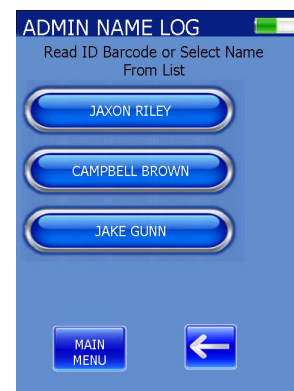 ADMIN NAME LOG
Read ID Barcode or Select Name
From List
JAXON RILEY
CAMPBELL BROWN
JAKE GUNN
MAIN
MENU